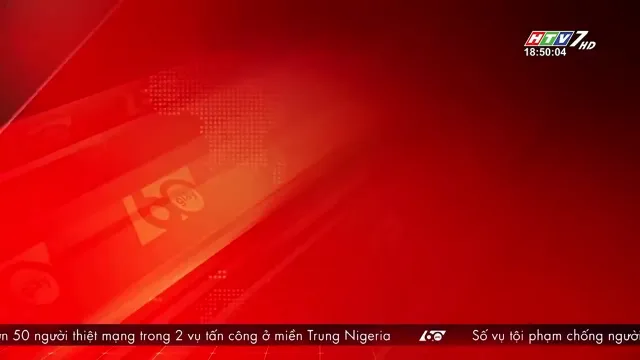 HTV7 HD
18:50:04
50 người thiệt mạng trong 2 vụ tấn công ở miền Trung Nigeria 60 Số vụ tội phạm chống người